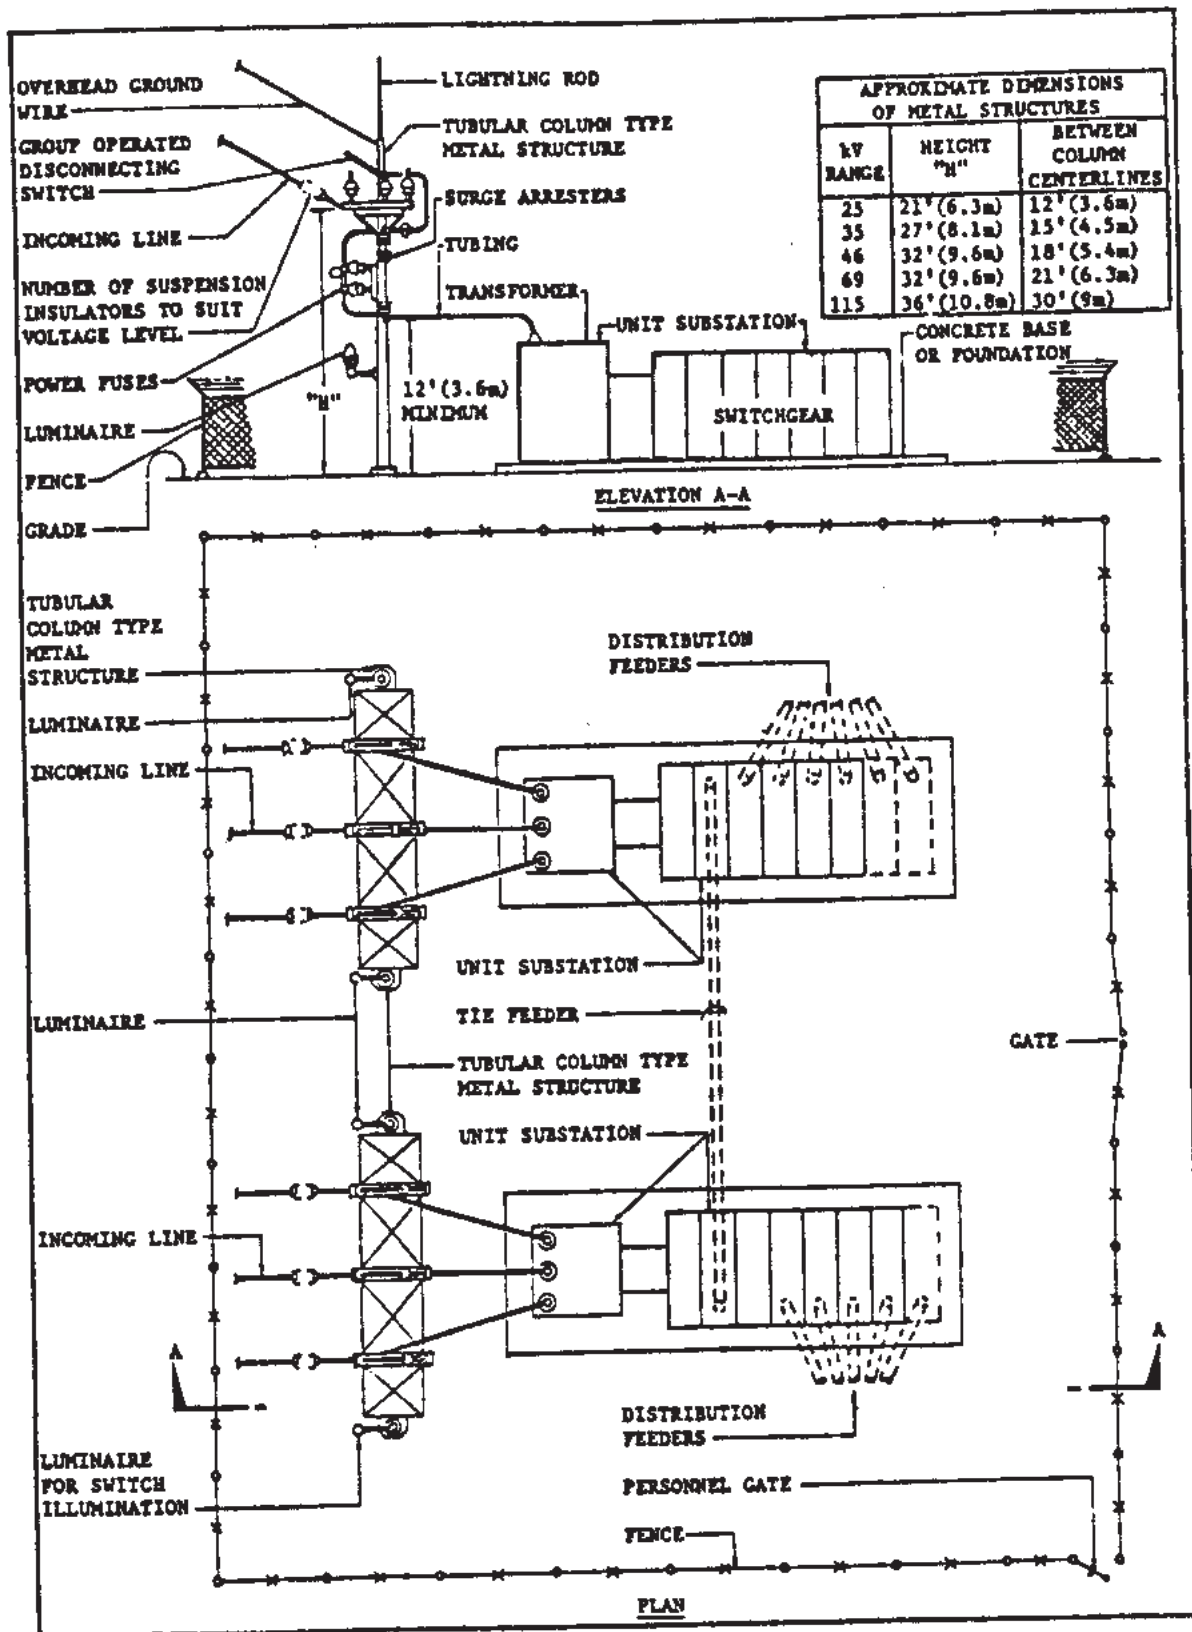 OVERHEAD GROUND
WIRE
GROUP OPERATED
DISCONNECTING
SWITCH
INCOMING LINE
NUMBER OF SUSPENSION
INSULATORS TO SUIT
VOLTAGE LEVEL
POWER FUSES
LUMINAIRE
FENCE
GRADE
LIGHTNING ROD
TUBULAR COLUMN TYPE
METAL STRUCTURE
SURGE ARRESTERS
TUBING
TRANSFORMER
UNIT SUBSTATION
"H"
12'(3.6m)
MINIMUM
SWITCHGEAR
CONCRETE BASE
OR FOUNDATION
APPROXIMATE DIMENSIONS
OF METAL STRUCTURES
kV RANGE HEIGHT "H" BETWEEN COLUMN CENTERLINES
25 21'(6.3m) 12'(3.6m)
35 27'(8.1m) 15'(4.5m)
46 32'(9.6m) 18'(5.4m)
69 32'(9.6m) 21'(6.3m)
115 36'(10.8m) 30'(9m)
ELEVATION A-A
TUBULAR
COLUMN TYPE
METAL
STRUCTURE
LUMINAIRE
INCOMING LINE
DISTRIBUTION
FEEDERS
UNIT SUBSTATION
LUMINAIRE
TIE FEEDER
GATE
TUBULAR COLUMN TYPE
METAL STRUCTURE
UNIT SUBSTATION
INCOMING LINE
A
A
DISTRIBUTION
FEEDERS
LUMINAIRE
FOR SWITCH
ILLUMINATION
PERSONNEL GATE
FENCE
PLAN